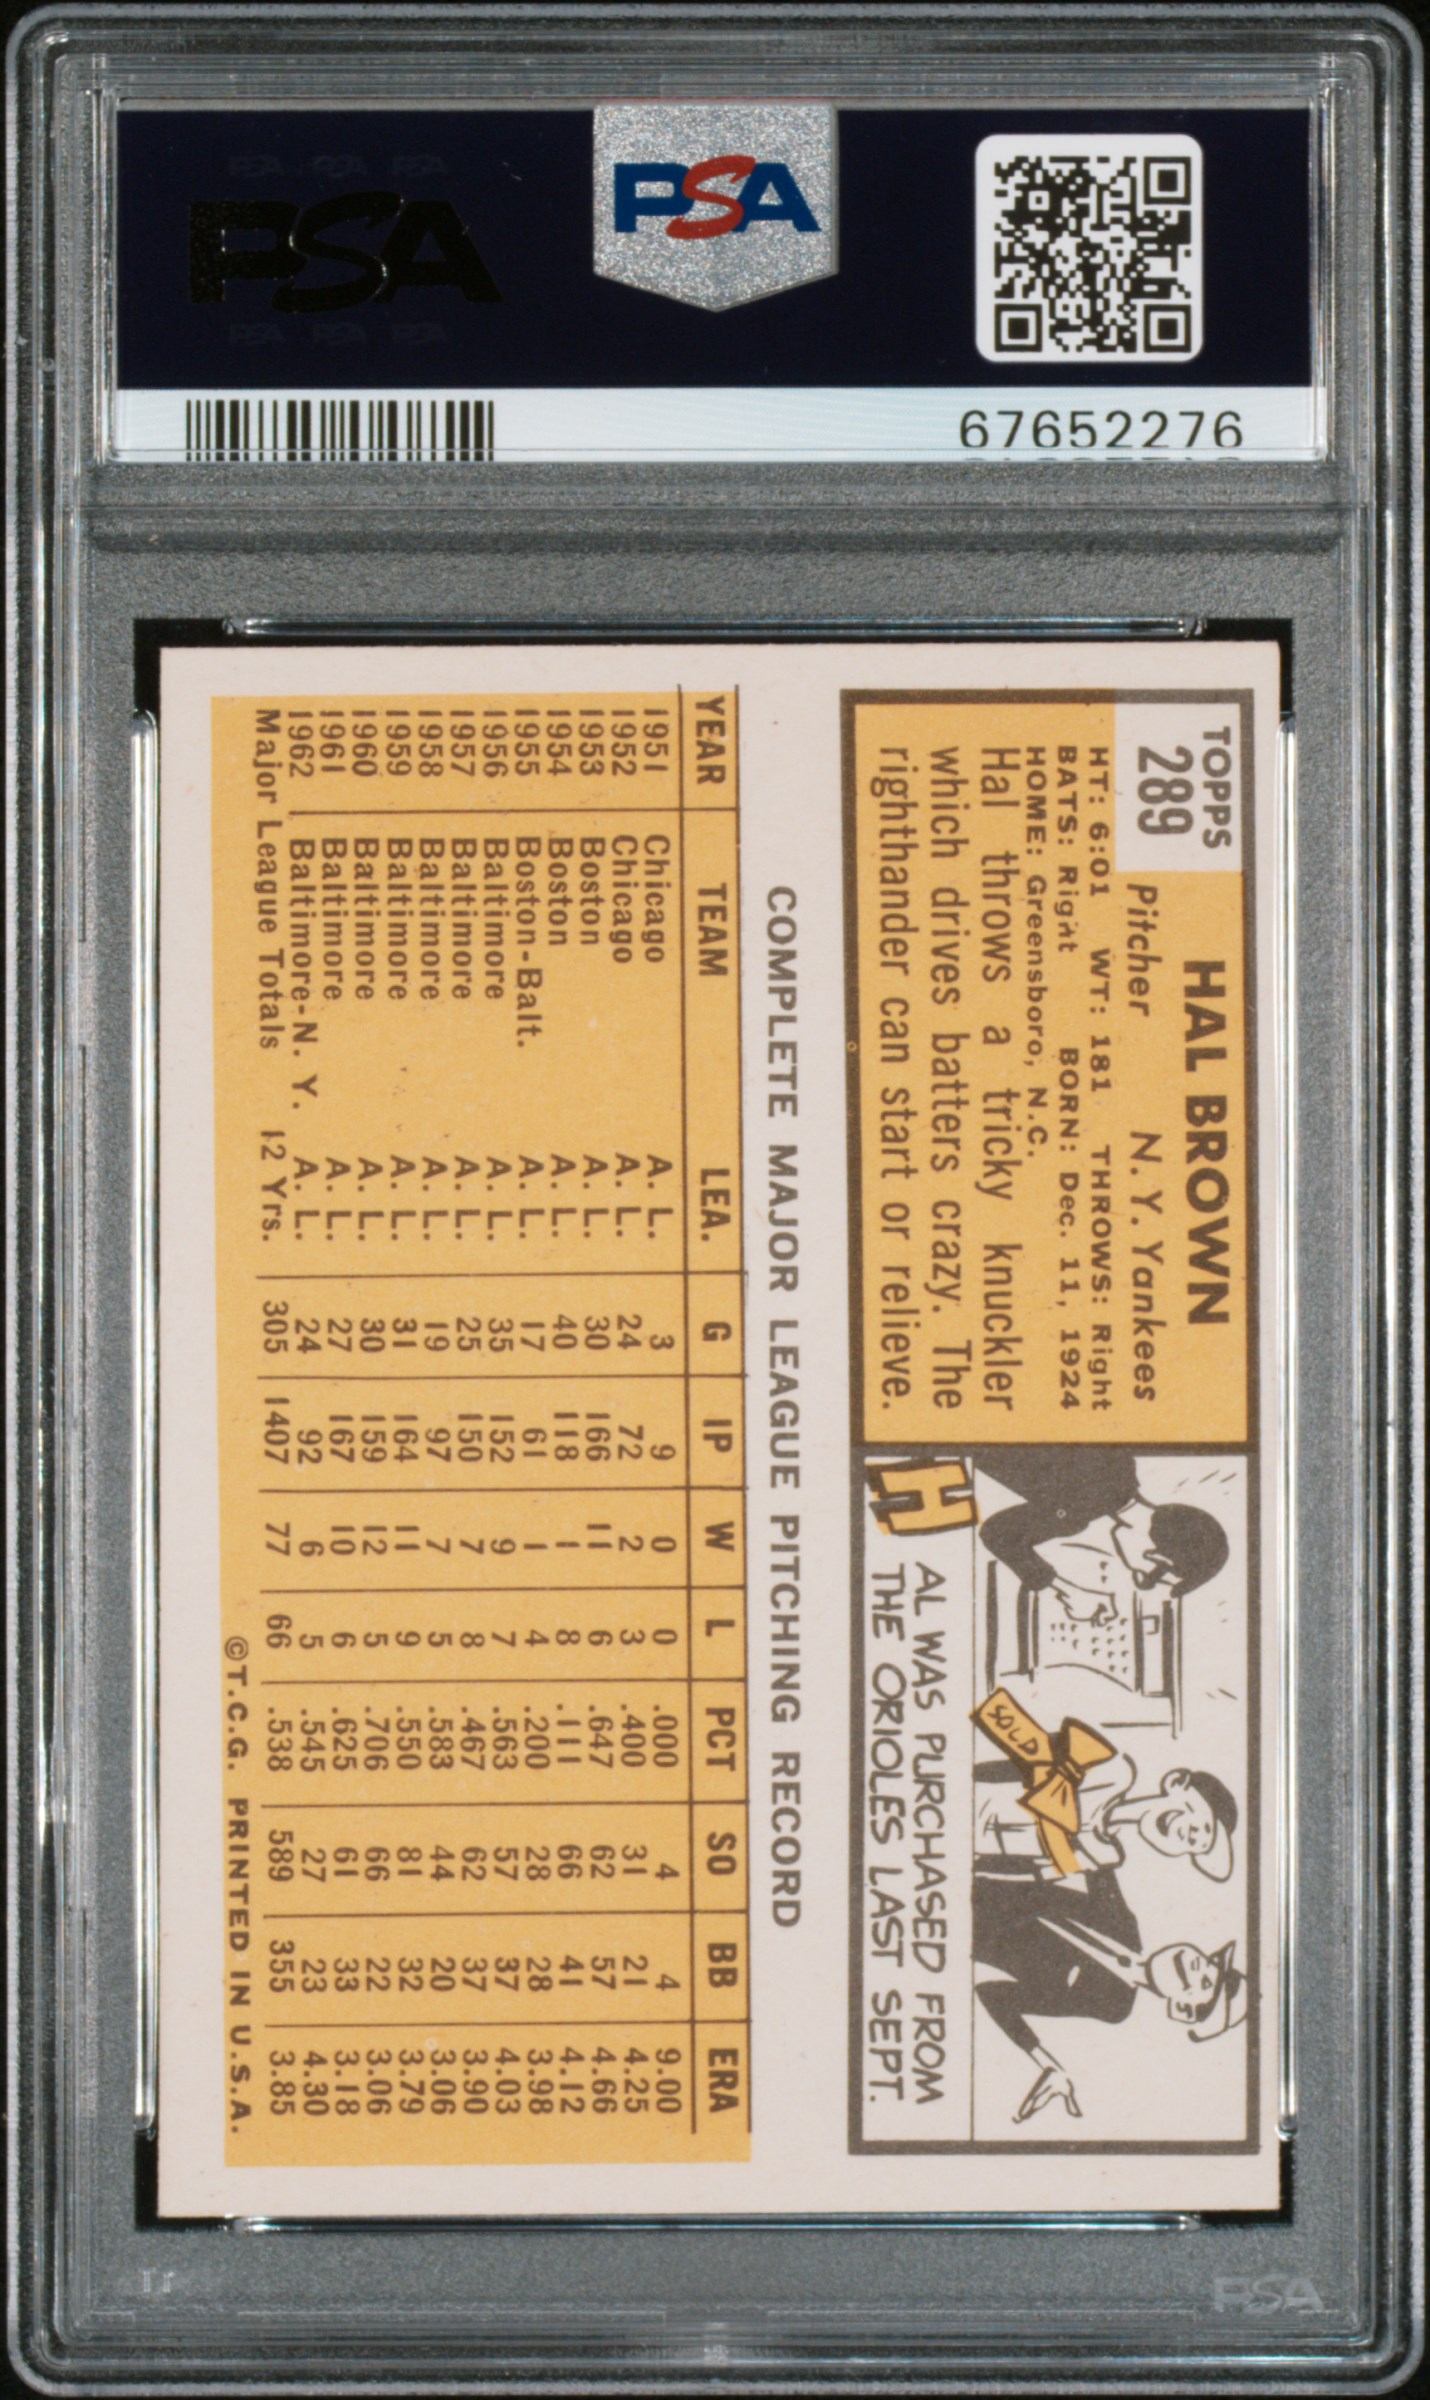 PSA
PSA
67652276
TOPPS
289
HAL BROWN
Pitcher N. Y. Yankees
HT: 6:01 WT: 181 THROWS: Right
BATS: Right BORN: Dec. 11, 1924
HOME: Greensboro, N.C.
Hal throws a tricky knuckler
which drives batters crazy. The
righthander can start or relieve.
SOLD
H
AL WAS PURCHASED FROM
THE ORIOLES LAST SEPT.
COMPLETE MAJOR LEAGUE PITCHING RECORD
YEAR TEAM LEA. G IP W L PCT SO BB ERA
1951 Chicago A. L. 3 9 0 0 .000 4 4 9.00
1952 Chicago A. L. 24 72 2 3 .400 31 21 4.25
1953 Boston A. L. 30 166 11 6 .647 62 57 4.66
1954 Boston A. L. 40 118 1 8 .111 66 41 4.12
1955 Boston-Balt. A. L. 17 61 1 4 .200 28 28 3.98
1956 Baltimore A. L. 35 152 9 7 .563 57 37 4.03
1957 Baltimore A. L. 25 150 7 8 .467 62 37 3.90
1958 Baltimore A. L. 19 97 7 5 .583 44 20 3.06
1959 Baltimore A. L. 31 164 11 9 .550 81 32 3.79
1960 Baltimore A. L. 30 159 12 5 .706 66 22 3.06
1961 Baltimore A. L. 27 167 10 6 .625 61 33 3.18
1962 Baltimore-N. Y. A. L. 24 92 6 5 .545 27 23 4.30
Major League Totals 12 Yrs. 305 1407 77 66 .538 589 355 3.85
©T.C.G. PRINTED IN U.S.A.
PSA